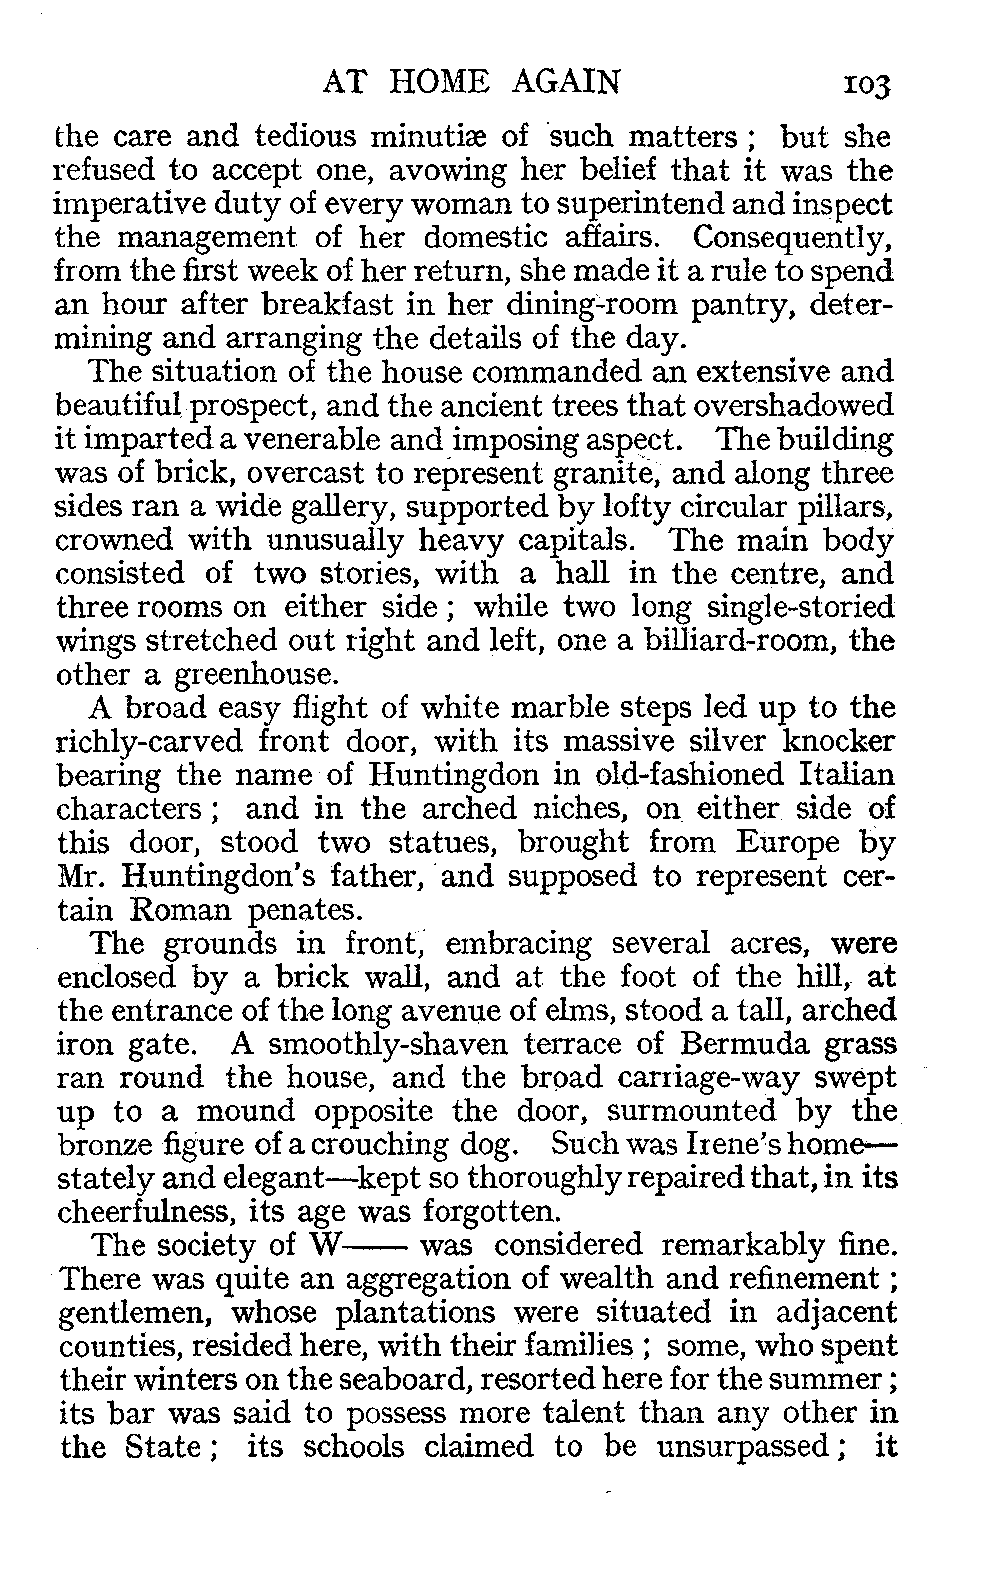 AT HOME AGAIN 103
the care and tedious minutiæ of such matters ; but she
refused to accept one, avowing her belief that it was the
imperative duty of every woman to superintend and inspect
the management of her domestic affairs. Consequently,
from the first week of her return, she made it a rule to spend
an hour after breakfast in her dining-room pantry, deter-
mining and arranging the details of the day.
The situation of the house commanded an extensive and
beautiful prospect, and the ancient trees that overshadowed
it imparted a venerable and imposing aspect. The building
was of brick, overcast to represent granite, and along three
sides ran a wide gallery, supported by lofty circular pillars,
crowned with unusually heavy capitals. The main body
consisted of two stories, with a hall in the centre, and
three rooms on either side ; while two long single-storied
wings stretched out right and left, one a billiard-room, the
other a greenhouse.
A broad easy flight of white marble steps led up to the
richly-carved front door, with its massive silver knocker
bearing the name of Huntingdon in old-fashioned Italian
characters ; and in the arched niches, on either side of
this door, stood two statues, brought from Europe by
Mr. Huntingdon's father, and supposed to represent cer-
tain Roman penates.
The grounds in front, embracing several acres, were
enclosed by a brick wall, and at the foot of the hill, at
the entrance of the long avenue of elms, stood a tall, arched
iron gate. A smoothly-shaven terrace of Bermuda grass
ran round the house, and the broad carriage-way swept
up to a mound opposite the door, surmounted by the
bronze figure of a crouching dog. Such was Irene's home—
stately and elegant—kept so thoroughly repaired that, in its
cheerfulness, its age was forgotten.
The society of W—— was considered remarkably fine.
There was quite an aggregation of wealth and refinement ;
gentlemen, whose plantations were situated in adjacent
counties, resided here, with their families ; some, who spent
their winters on the seaboard, resorted here for the summer ;
its bar was said to possess more talent than any other in
the State ; its schools claimed to be unsurpassed ; it